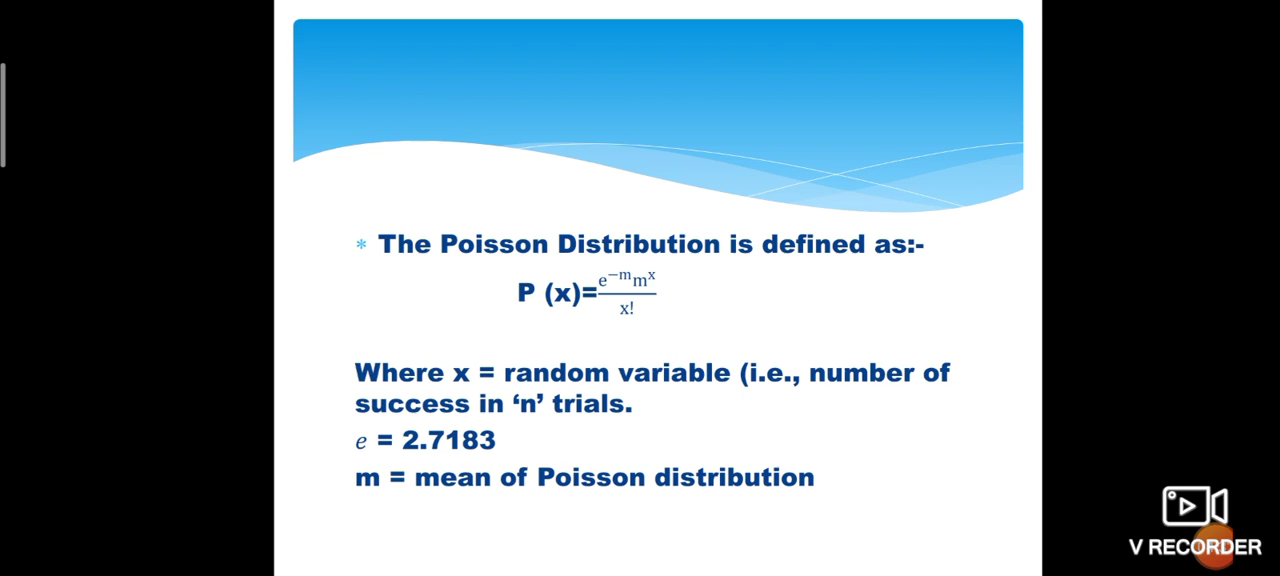 * The Poisson Distribution is defined as:-
P (x)=e^{−m}m^{x}/x!
Where x = random variable (i.e., number of
success in ‘n’ trials.
e = 2.7183
m = mean of Poisson distribution
V RECORDER